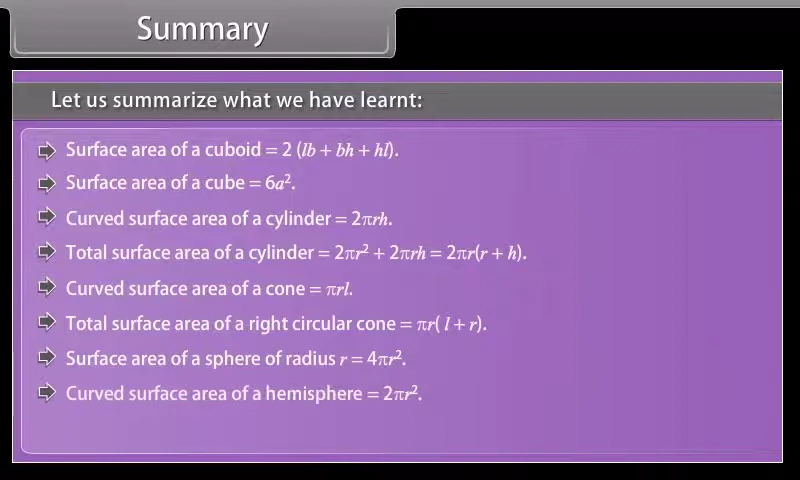 Summary
Let us summarize what we have learnt:
Surface area of a cuboid = 2 (lb + bh + hl).
Surface area of a cube = 6a².
Curved surface area of a cylinder = 2πrh.
Total surface area of a cylinder = 2πr² + 2πrh = 2πr(r + h).
Curved surface area of a cone = πrl.
Total surface area of a right circular cone = πr( l + r).
Surface area of a sphere of radius r = 4πr².
Curved surface area of a hemisphere = 2πr².